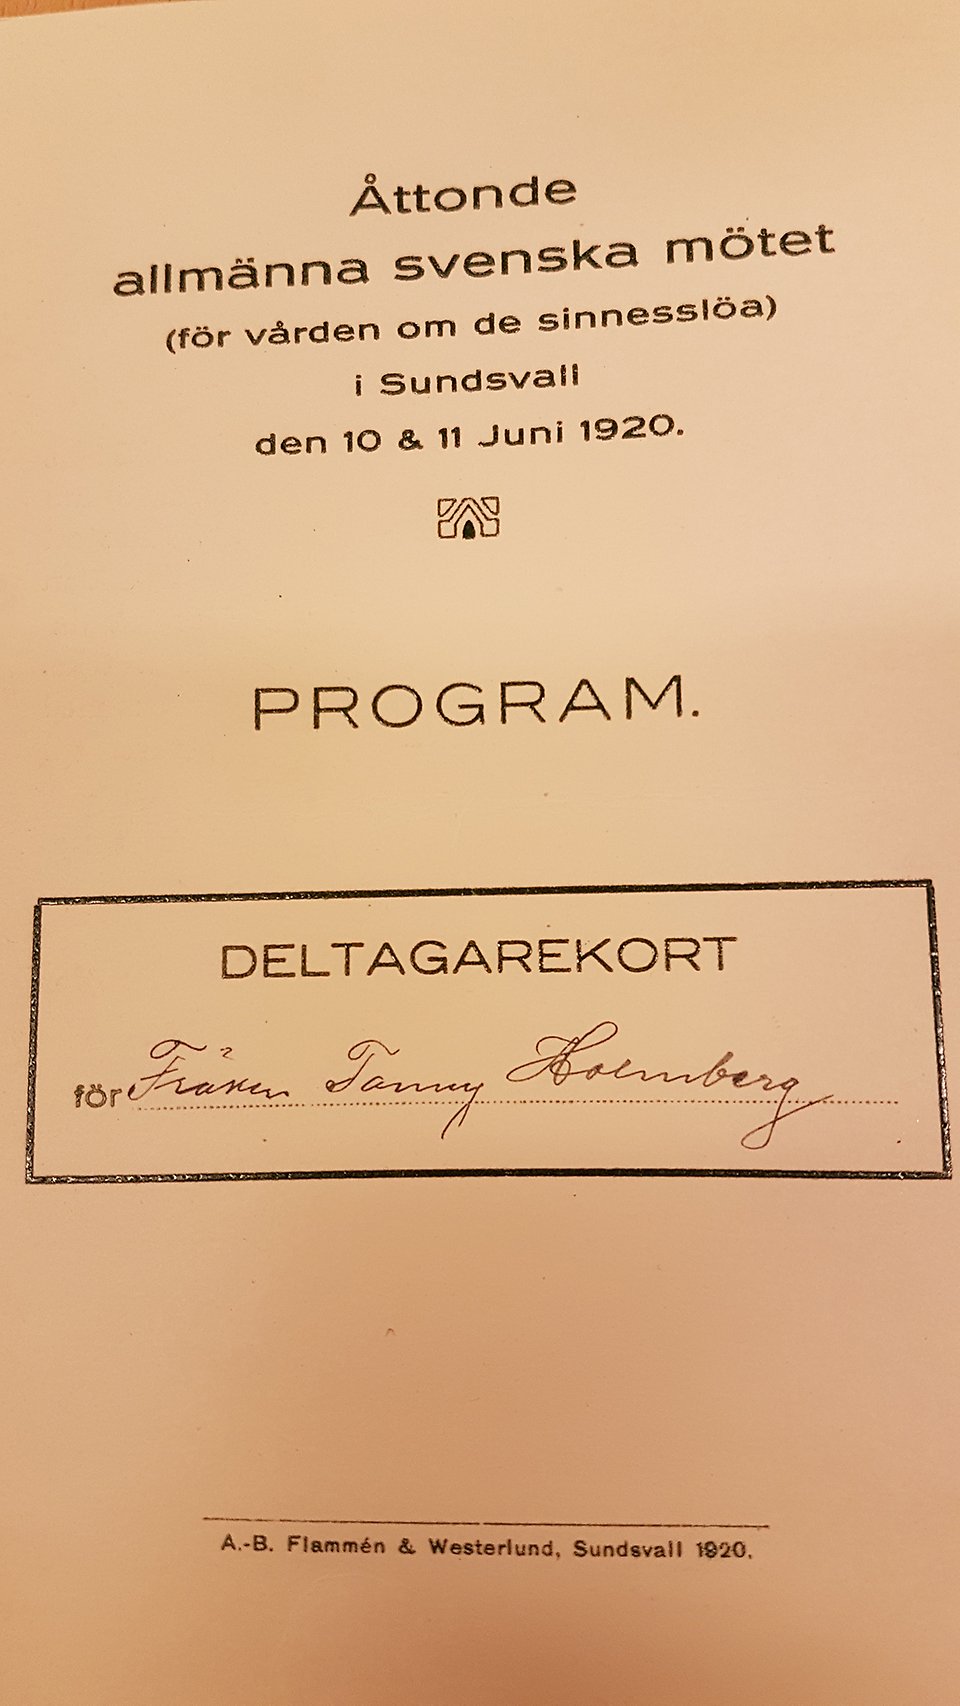 Åttonde
allmänna svenska mötet
(för vården om de sinnesslöa)
i Sundsvall
den 10 & 11 Juni 1920.
PROGRAM.
DELTAGAREKORT
för Fröken Fanny Holmberg
A.-B. Flammén & Westerlund, Sundsvall 1920.